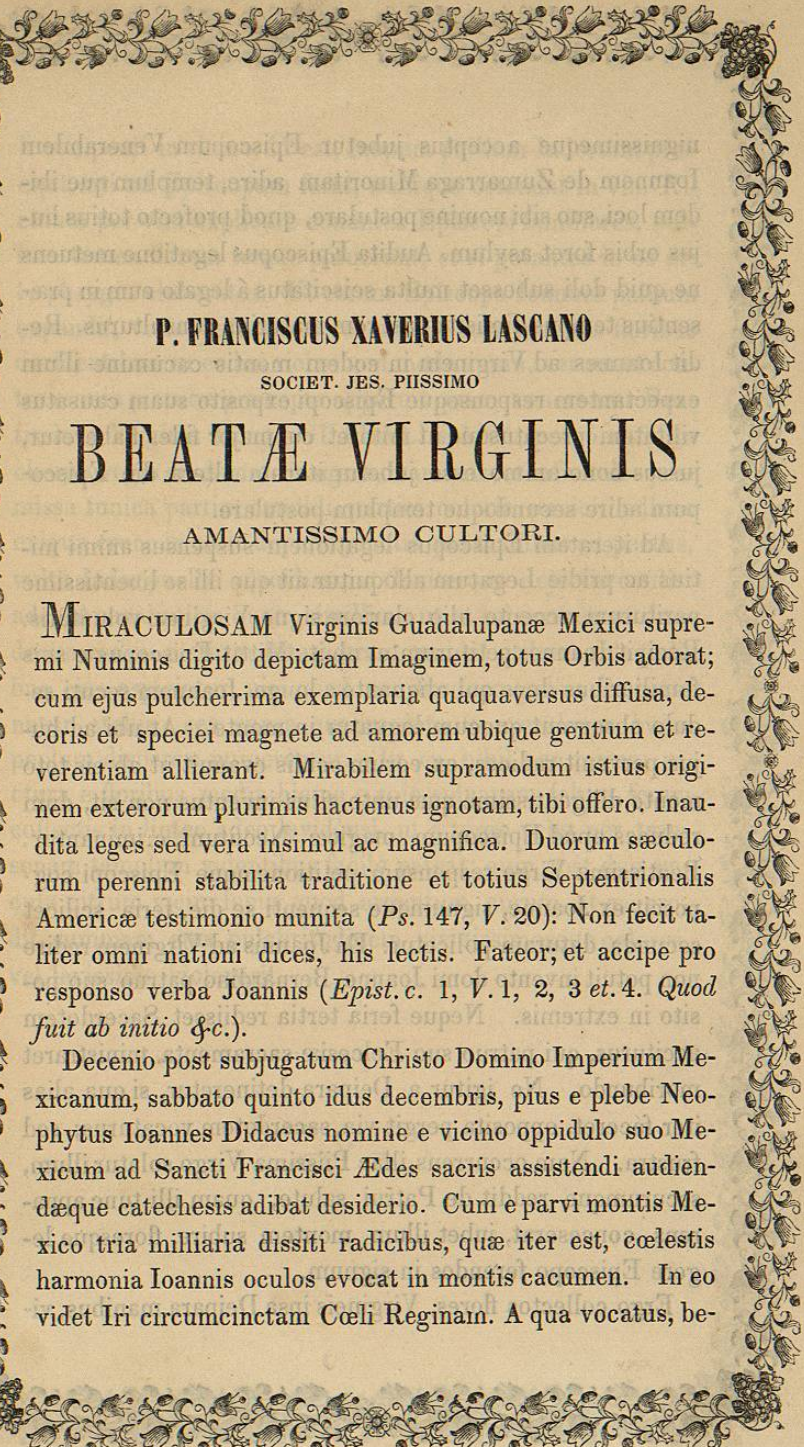 P. FRANCISCUS XAVERIUS LASCANO
SOCIET. JES. PIISSIMO
BEATÆ VIRGINIS
AMANTISSIMO CULTORI.
MIRACULOSAM Virginis Guadalupanæ Mexici supre-
mi Numinis digito depictam Imaginem, totus Orbis adorat;
cum ejus pulcherrima exemplaria quaquaversus diffusa, de-
coris et speciei magnete ad amorem ubique gentium et re-
verentiam allierant. Mirabilem supramodum istius origi-
nem exterorum plurimis hactenus ignotam, tibi offero. Inau-
dita leges sed vera insimul ac magnifica. Duorum sæculo-
rum perenni stabilita traditione et totius Septentrionalis
Americæ testimonio munita (Ps. 147, V. 20): Non fecit ta-
liter omni nationi dices, his lectis. Fateor; et accipe pro
responso verba Joannis (Epist. c. 1, V. 1, 2, 3 et. 4. Quod
fuit ab initio &c.).
Decenio post subjugatum Christo Domino Imperium Me-
xicanum, sabbato quinto idus decembris, pius e plebe Neo-
phytus Ioannes Didacus nomine e vicino oppidulo suo Me-
xicum ad Sancti Francisci Ædes sacris assistendi audien-
dæque catechesis adibat desiderio. Cum e parvi montis Me-
xico tria milliaria dissiti radicibus, quæ iter est, cœlestis
harmonia Ioannis oculos evocat in montis cacumen. In eo
videt Iri circumcinctam Cœli Reginam. A qua vocatus, be-